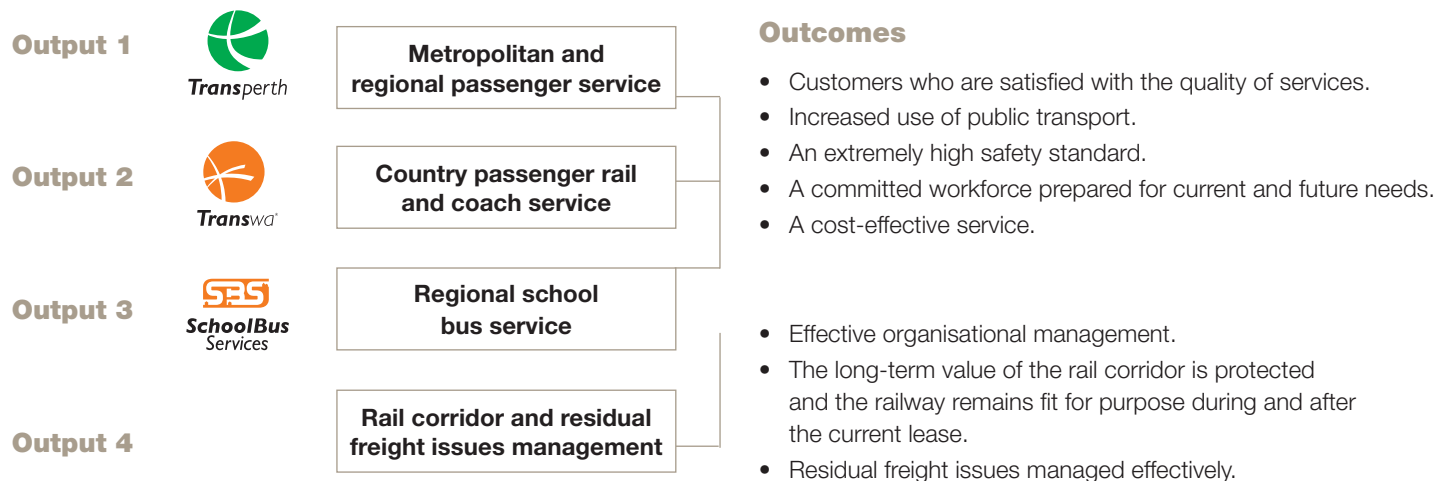 Output 1
Transperth
Metropolitan and
regional passenger service
Output 2
Transwa
Country passenger rail
and coach service
Output 3
SBS
SchoolBus
Services
Regional school
bus service
Output 4
Rail corridor and residual
freight issues management
Outcomes
• Customers who are satisfied with the quality of services.
• Increased use of public transport.
• An extremely high safety standard.
• A committed workforce prepared for current and future needs.
• A cost-effective service.
• Effective organisational management.
• The long-term value of the rail corridor is protected
and the railway remains fit for purpose during and after
the current lease.
• Residual freight issues managed effectively.